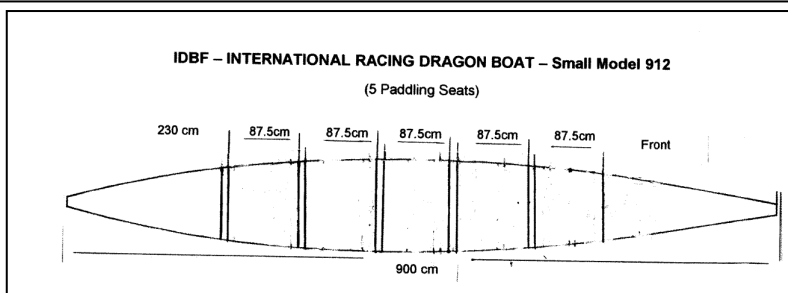 IDBF – INTERNATIONAL RACING DRAGON BOAT – Small Model 912
(5 Paddling Seats)
230 cm 87.5cm 87.5cm 87.5cm 87.5cm 87.5cm Front
900 cm